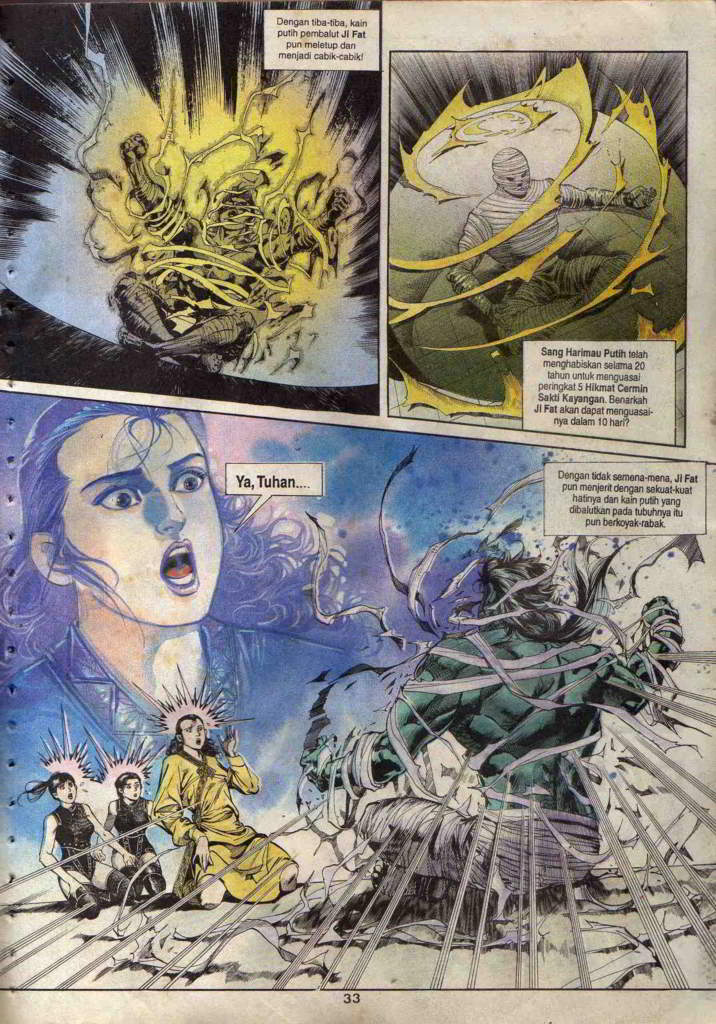 Dengan tiba-tiba, kain
putih pembalut Ji Fat
pun meletup dan
menjadi cabik-cabik!
Sang Harimau Putih telah
menghabiskan selama 20
tahun untuk menguasai
peringkat 5 Hikmat Cermin
Sakti Kayangan. Benarkah
Ji Fat akan dapat menguasai-
nya dalam 10 hari?
Ya, Tuhan....
Dengan tidak semena-mena, Ji Fat
pun menjerit dengan sekuat-kuat
hatinya dan kain putih yang
dibalutkan pada tubuhnya itu
pun berkoyak-rabak.
33